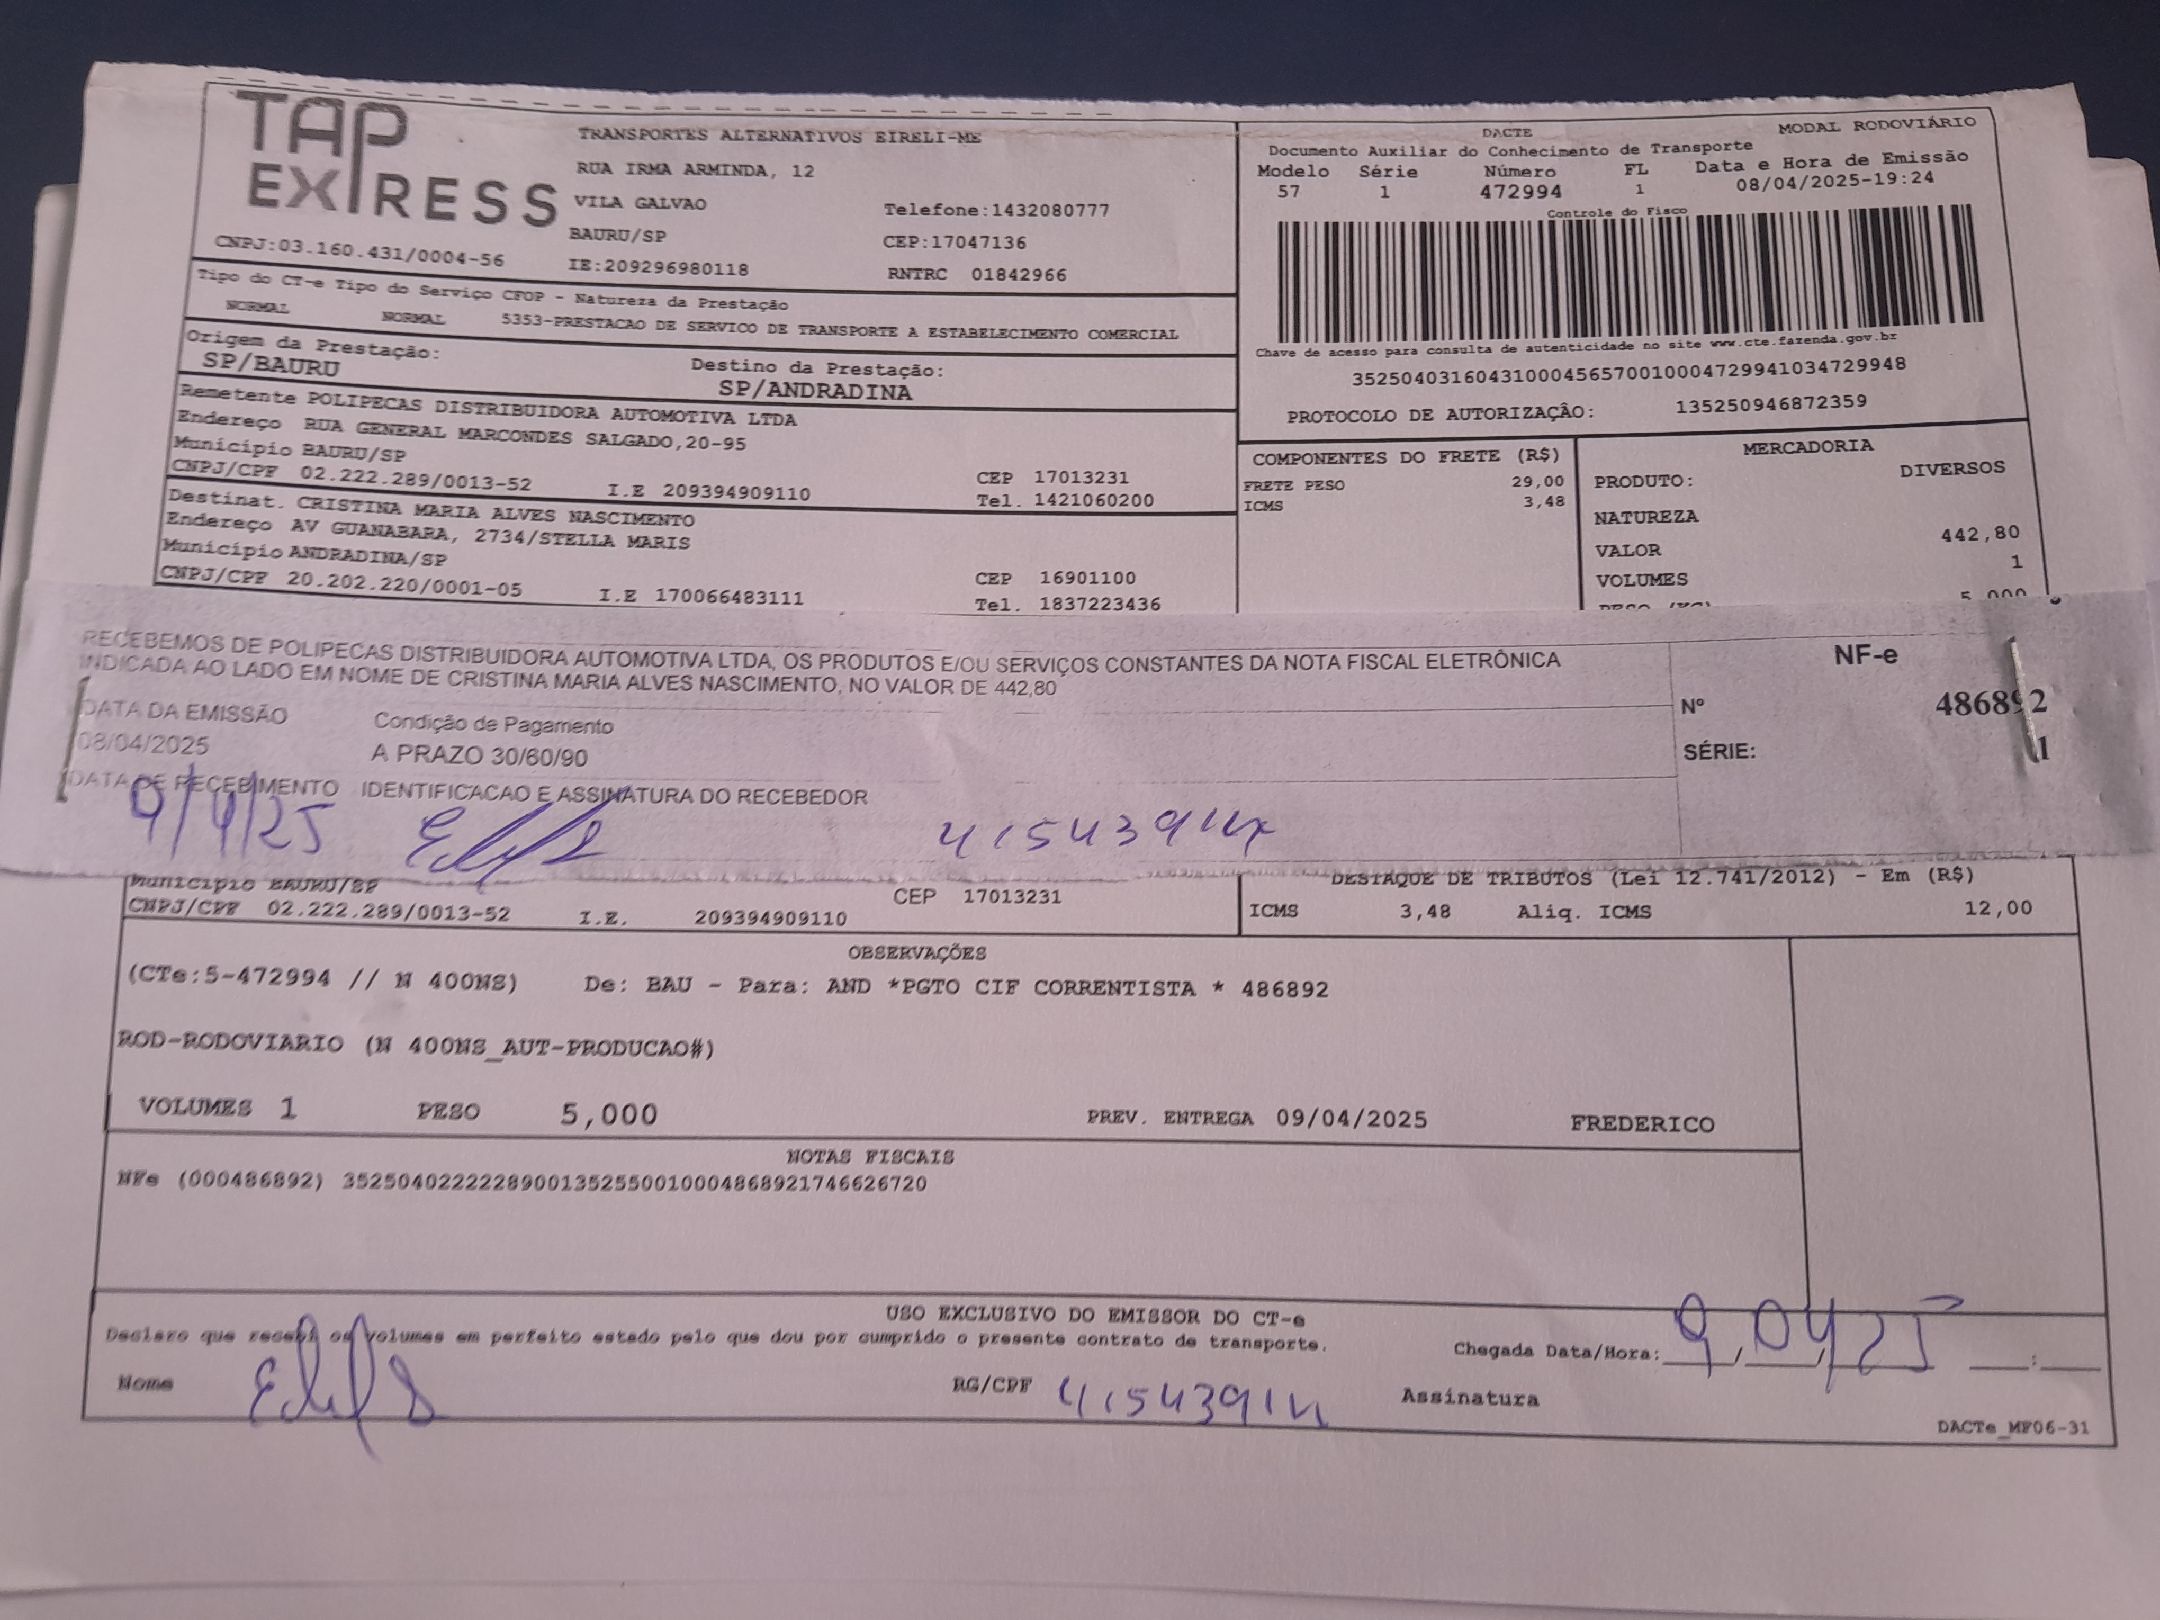 TAP EXPRESS
CNPJ:03.160.431/0004-56
TRANSPORTES ALTERNATIVOS EIRELI-ME
RUA IRMA ARMINDA, 12
VILA GALVAO Telefone:1432080777
BAURU/SP CEP:17047136
IE:209296980118 RNTRC 01842966
DACTE MODAL RODOVIÁRIO
Documento Auxiliar do Conhecimento de Transporte
Modelo Série Número FL Data e Hora de Emissão
57 1 472994 1 08/04/2025-19:24
Controle do Fisco
Chave de acesso para consulta de autenticidade no site www.cte.fazenda.gov.br
35250403160431000456570010004729941034729948
PROTOCOLO DE AUTORIZAÇÃO: 135250946872359
Tipo do CT-e Tipo do Serviço CFOP - Natureza da Prestação
NORMAL NORMAL 5353-PRESTACAO DE SERVICO DE TRANSPORTE A ESTABELECIMENTO COMERCIAL
Origem da Prestação: Destino da Prestação:
SP/BAURU SP/ANDRADINA
Remetente POLIPECAS DISTRIBUIDORA AUTOMOTIVA LTDA
Endereço RUA GENERAL MARCONDES SALGADO,20-95
Município BAURU/SP CEP 17013231
CNPJ/CPF 02.222.289/0013-52 I.E 209394909110 Tel. 1421060200
Destinat. CRISTINA MARIA ALVES NASCIMENTO
Endereço AV GUANABARA, 2734/STELLA MARIS
Município ANDRADINA/SP CEP 16901100
CNPJ/CPF 20.202.220/0001-05 I.E 170066483111 Tel. 1837223436
COMPONENTES DO FRETE (R$)
FRETE PESO 29,00
ICMS 3,48
MERCADORIA
PRODUTO: DIVERSOS
NATUREZA
VALOR 442,80
VOLUMES 1
5,000
RECEBEMOS DE POLIPECAS DISTRIBUIDORA AUTOMOTIVA LTDA, OS PRODUTOS E/OU SERVIÇOS CONSTANTES DA NOTA FISCAL ELETRÔNICA
INDICADA AO LADO EM NOME DE CRISTINA MARIA ALVES NASCIMENTO, NO VALOR DE 442,80
DATA DA EMISSÃO Condição de Pagamento
08/04/2025 A PRAZO 30/60/90
DATA DE RECEBIMENTO IDENTIFICACAO E ASSINATURA DO RECEBEDOR
9/4/25
NF-e
Nº 486892
SÉRIE: 1
Município BAURU/SP CEP 17013231
CNPJ/CPF 02.222.289/0013-52 I.E. 209394909110
DESTAQUE DE TRIBUTOS (Lei 12.741/2012) - Em (R$)
ICMS 3,48 Aliq. ICMS 12,00
OBSERVAÇÕES
(CTe:5-472994 // N 400NS) De: BAU - Para: AND *PGTO CIF CORRENTISTA * 486892
ROD-RODOVIARIO (N 400NS_AUT-PRODUCAO#)
VOLUMES 1 PESO 5,000 PREV. ENTREGA 09/04/2025 FREDERICO
NOTAS FISCAIS
NFe (000486892) 35250402222289001352550010004868921746626720
USO EXCLUSIVO DO EMISSOR DO CT-e
Declaro que recebi os volumes em perfeito estado pelo que dou por cumprido o presente contrato de transporte.
Chegada Data/Hora: 9/04/25 :
Nome RG/CPF Assinatura
DACTe_MF06-31